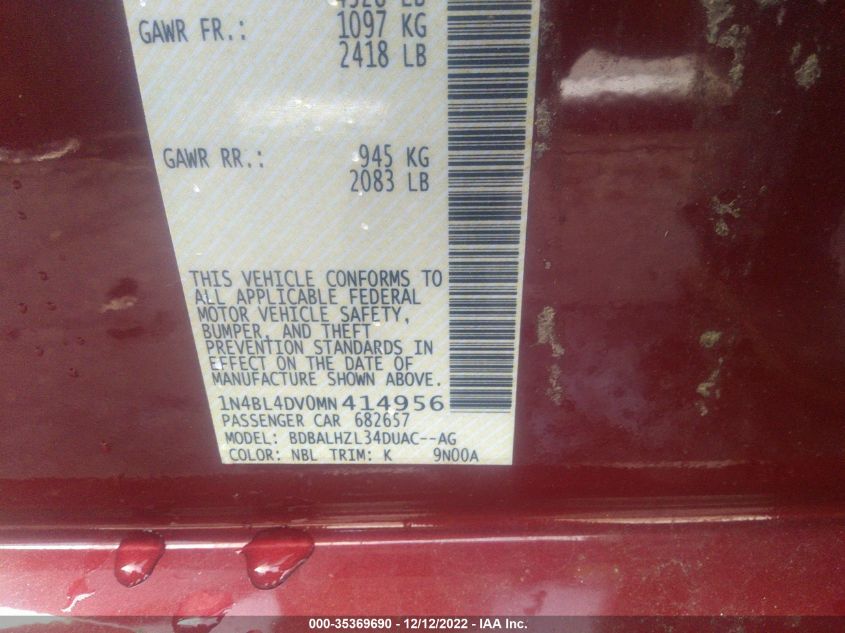 GAWR FR.: 1097 KG
2418 LB
GAWR RR.: 945 KG
2083 LB
THIS VEHICLE CONFORMS TO
ALL APPLICABLE FEDERAL
MOTOR VEHICLE SAFETY,
BUMPER, AND THEFT
PREVENTION STANDARDS IN
EFFECT ON THE DATE OF
MANUFACTURE SHOWN ABOVE.
1N4BL4DV0MN414956
PASSENGER CAR 682657
MODEL: BDBALHZL34DUAC--AG
COLOR: NBL TRIM: K 9N00A
000-35369690 - 12/12/2022 - IAA Inc.